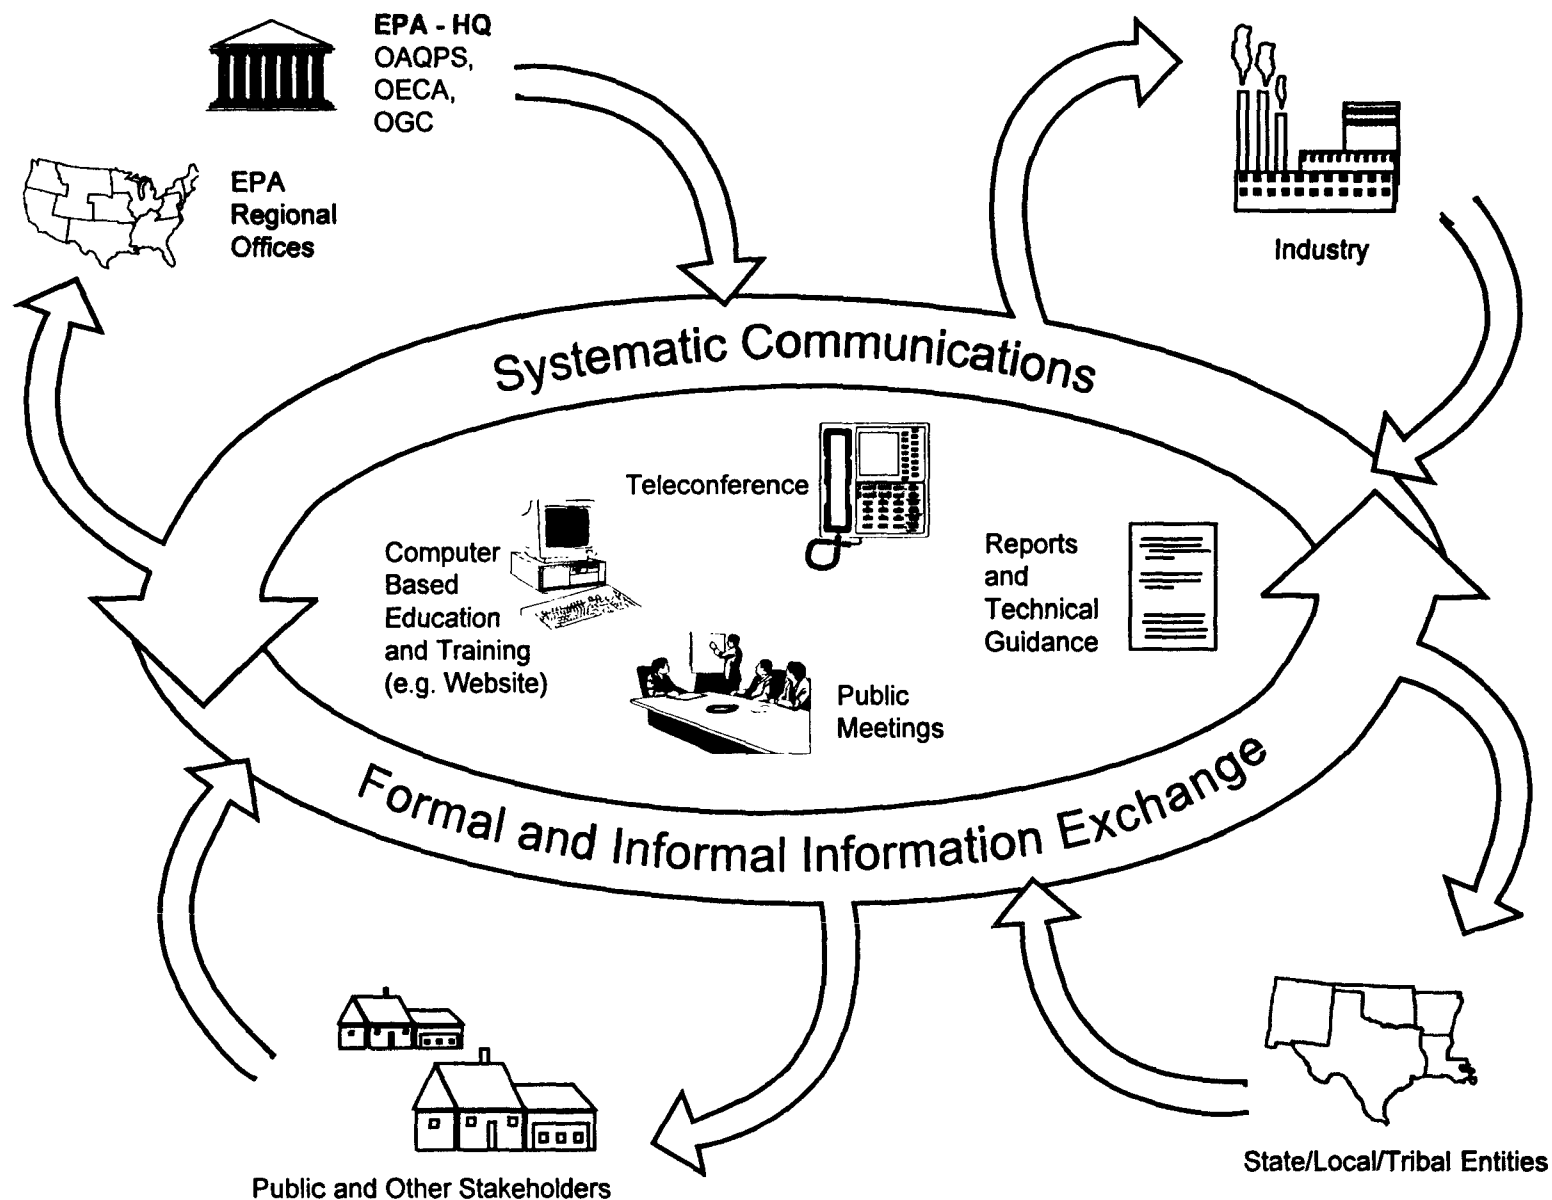 EPA - HQ
OAQPS,
OECA,
OGC
EPA
Regional
Offices
Industry
Systematic Communications
Teleconference
Computer
Based
Education
and Training
(e.g. Website)
Reports
and
Technical
Guidance
Public
Meetings
Formal and Informal Information Exchange
Public and Other Stakeholders
State/Local/Tribal Entities